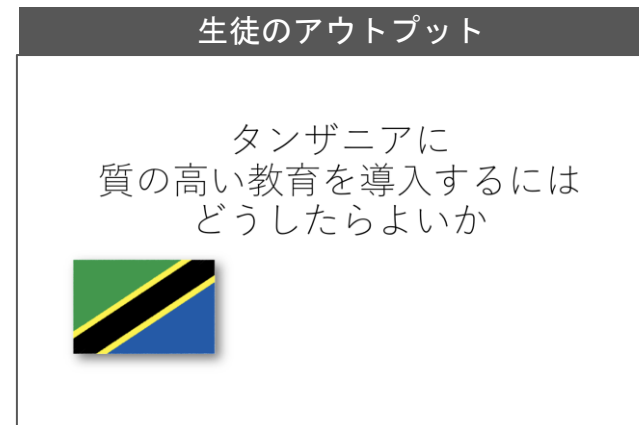 生徒のアウトプット
タンザニアに
質の高い教育を導入するには
どうしたらよいか